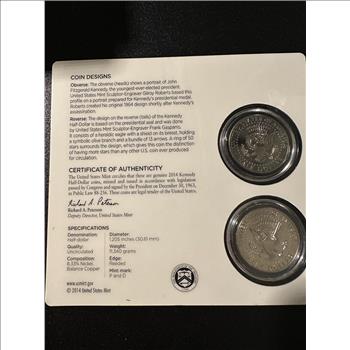 COIN DESIGNS
Obverse: The obverse (heads) shows a portrait of John
Fitzgerald Kennedy, the youngest-ever elected president.
United States Mint Sculptor-Engraver Gilroy Roberts based this
profile on a portrait prepared for Kennedy's presidential medal.
Roberts created his original 1964 design shortly after Kennedy's
assassination.
Reverse: The design on the reverse (tails) of the Kennedy
Half-Dollar is based on the presidential seal and was done
by United States Mint Sculptor-Engraver Frank Gasparro.
It consists of a heraldic eagle with a shield on its breast, holding
a symbolic olive branch and a bundle of 13 arrows. A ring of 50
stars surrounds the design, which gives this coin the distinction
of having more stars than any other U.S. coin ever produced
for circulation.
CERTIFICATE OF AUTHENTICITY
The United States Mint certifies that these are genuine 2014 Kennedy
Half-Dollar coins, minted and issued in accordance with legislation
passed by Congress and signed by the President on December 30, 1963,
as Public Law 88-256. These coins are legal tender of the United States.
Richard A. Peterson
Richard A. Peterson
Deputy Director, United States Mint
SPECIFICATIONS
Denomination: Diameter:
Half-dollar 1.205 inches (30.61 mm)
Quality: Weight:
Uncirculated 11.340 grams
Composition: Edge:
8.33% Nickel Reeded
Balance Copper Mint mark:
P and D
www.usmint.gov
© 2014 United States Mint